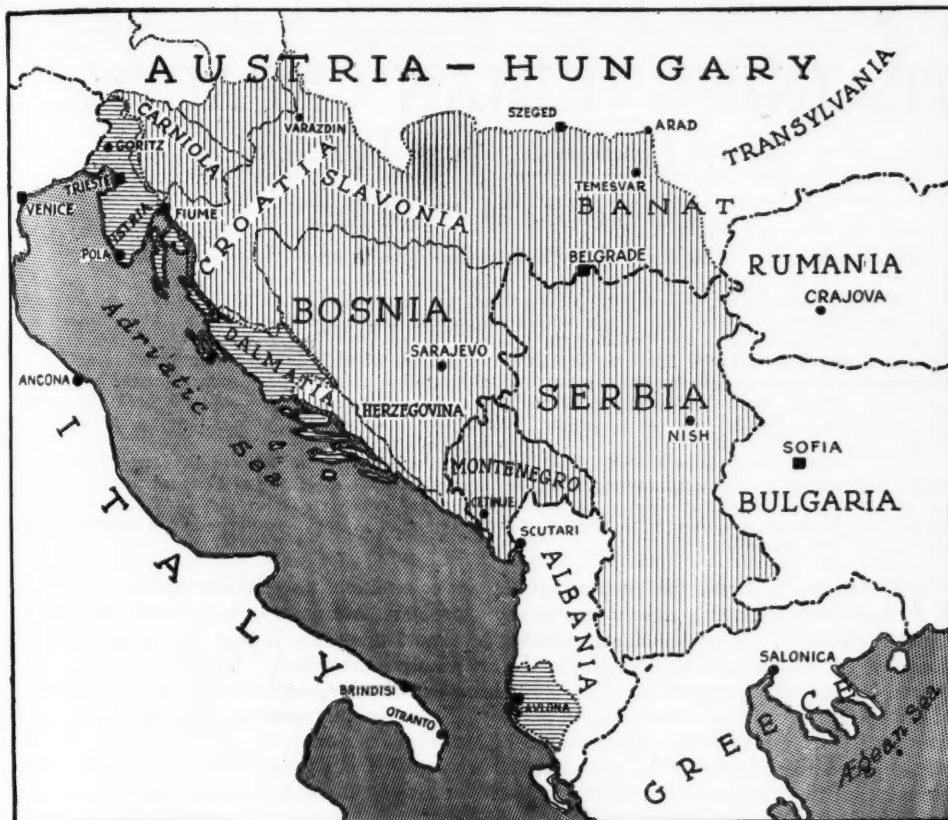 AUSTRIA-HUNGARY
TRANSYLVANIA
CARNIOLA
GORITZ
VARAZDIN
SZEGED
ARAD
TRIESTE
CROATIA
SLAVONIA
TEMESVAR
BANAT
VENICE
ISTRIA
FIUME
POLA
BELGRADE
RUMANIA
CRAJOVA
BOSNIA
Adriatic
Sea
DALMATIA
SARAJEVO
ANCONA
HERZEGOVINA
SERBIA
NISH
SOFIA
BULGARIA
MONTENEGRO
CETINJE
SCUTARI
ALBANIA
ITALY
BRINDISI
OTRANTO
AVLONA
SALONICA
GREECE
Ægean Sea